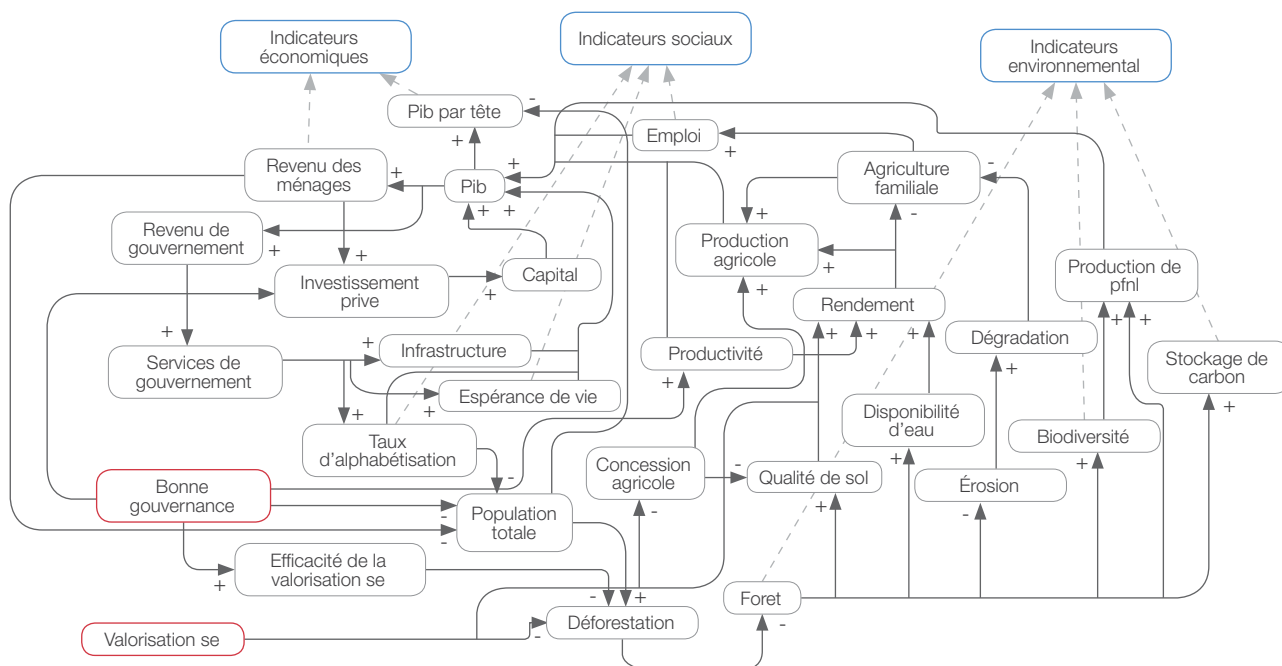 Indicateurs
économiques
Indicateurs sociaux
Indicateurs
environnemental
Pib par tête
-
+
Emploi
+
Revenu des
ménages
+
Pib
+
+
+
Agriculture
familiale
-
-
Revenu de
gouvernement
+
Production
agricole
+
+
+
Investissement
prive
+
+
Capital
Production de
pfnl
+
+
Rendement
+
+
+
Services de
gouvernement
+
Infrastructure
+
Productivité
+
Dégradation
+
Stockage de
carbon
+
Espérance de vie
+
Taux
d'alphabétisation
+
Disponibilité
d'eau
+
Biodiversité
+
Bonne
gouvernance
Population
totale
-
-
-
Concession
agricole
-
Qualité de sol
-
+
Érosion
-
Efficacité de la
valorisation se
+
Foret
-
Valorisation se
Déforestation
-
+
-